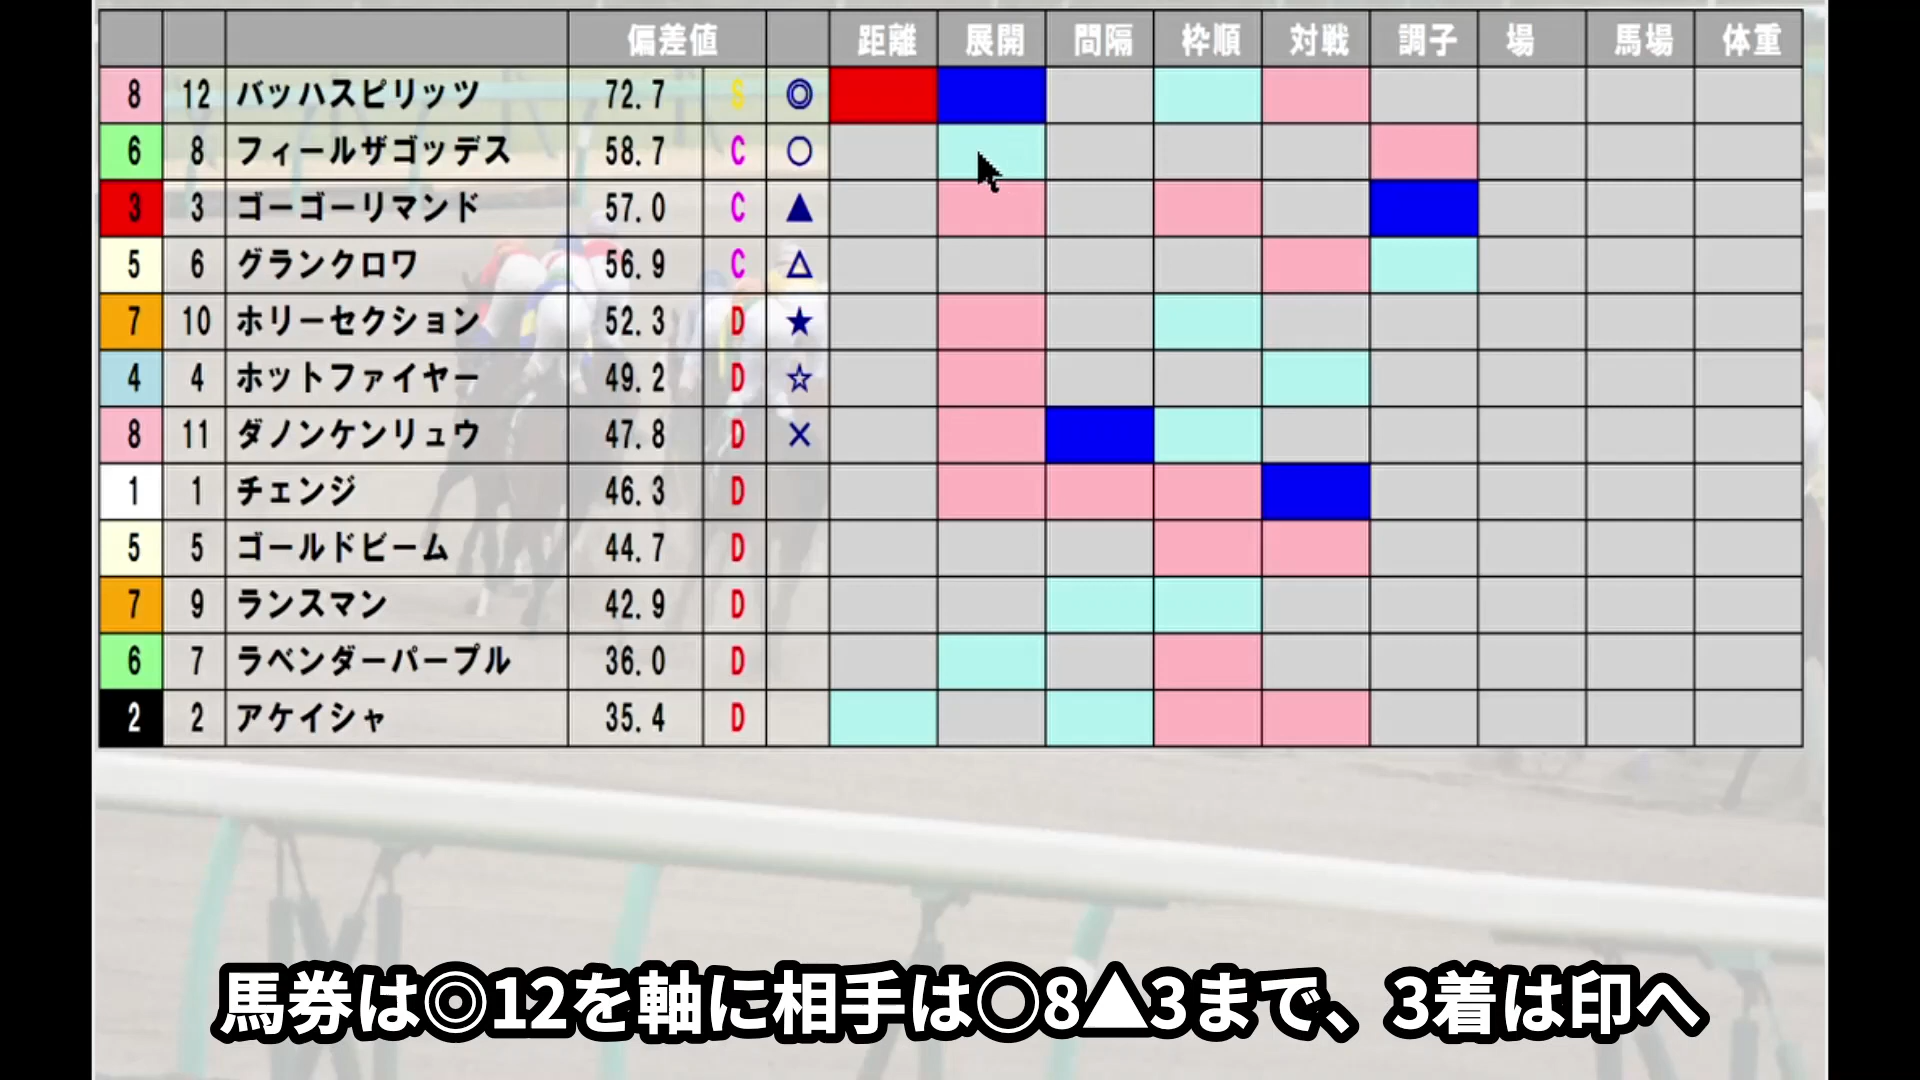 偏差値 距離 展開 間隔 枠順 対戦 調子 場 馬場 体重
8 12 バッハスピリッツ 72.7 S ◎
6 8 フィールザゴッデス 58.7 C ○
3 3 ゴーゴーリマンド 57.0 C ▲
5 6 グランクロワ 56.9 C △
7 10 ホリーセクション 52.3 D ★
4 4 ホットファイヤー 49.2 D ☆
8 11 ダノンケンリュウ 47.8 D ×
1 1 チェンジ 46.3 D
5 5 ゴールドビーム 44.7 D
7 9 ランスマン 42.9 D
6 7 ラベンダーパープル 36.0 D
2 2 アケイシャ 35.4 D
馬券は◎12を軸に相手は○8▲3まで、3着は印へ